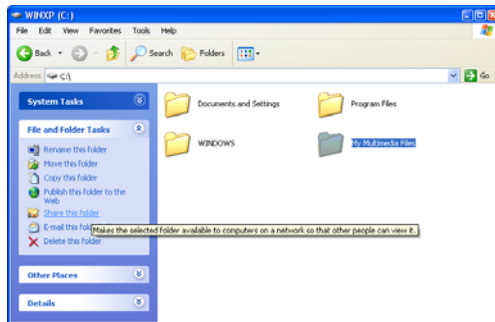 WINXP (C:)
File Edit View Favorites Tools Help
Back Search Folders
Address C:\ Go
System Tasks
File and Folder Tasks
Rename this folder
Move this folder
Copy this folder
Publish this folder to the
Web
Share this folder
E-mail this folder
Delete this folder
Other Places
Details
Documents and Settings
Program Files
WINDOWS
My Multimedia Files
Makes the selected folder available to computers on a network so that other people can view it.